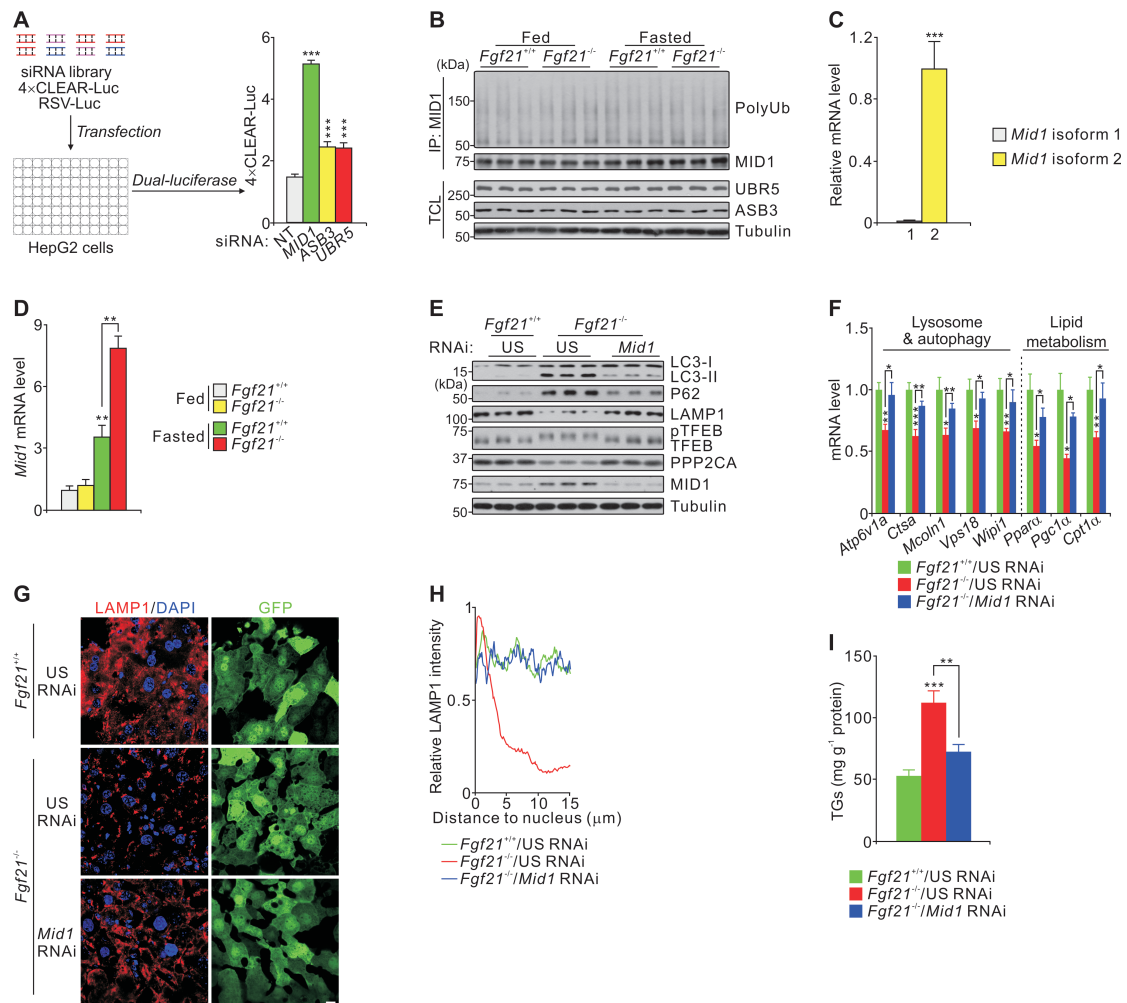 A
siRNA library
4×CLEAR-Luc
RSV-Luc
Transfection
HepG2 cells
Dual-luciferase
4×CLEAR-Luc
6
4
2
0
***
***
***
siRNA:
NT
MID1
ASB3
UBR5
B
Fed
Fasted
Fgf21+/+
Fgf21-/-
Fgf21+/+
Fgf21-/-
(kDa)
IP: MID1
150
50
75
PolyUb
MID1
TCL
250
50
50
UBR5
ASB3
Tubulin
C
Relative mRNA level
1.2
0.8
0.4
0
***
1
2
Mid1 isoform 1
Mid1 isoform 2
D
Mid1 mRNA level
9
6
3
0
**
**
Fed
Fgf21+/+
Fgf21-/-
Fasted
Fgf21+/+
Fgf21-/-
E
Fgf21+/+
Fgf21-/-
RNAi:
US
US
Mid1
15
(kDa)
50
100
75
37
75
50
LC3-I
LC3-II
P62
LAMP1
pTFEB
TFEB
PPP2CA
MID1
Tubulin
F
Lysosome
& autophagy
Lipid
metabolism
mRNA level
1.5
1.0
0.5
0
** *
*** **
* **
* *
*** *
* *
* *
** *
Atp6v1a
Ctsa
Mcoln1
Vps18
Wipi1
Pparα
Pgc1α
Cpt1α
Fgf21+/+/US RNAi
Fgf21-/-/US RNAi
Fgf21-/-/Mid1 RNAi
G
LAMP1/DAPI
GFP
Fgf21+/+
US
RNAi
Fgf21-/-
US
RNAi
Mid1
RNAi
H
Relative LAMP1 intensity
1
0.5
0
0
5
10
15
Distance to nucleus (μm)
Fgf21+/+/US RNAi
Fgf21-/-/US RNAi
Fgf21-/-/Mid1 RNAi
I
TGs (mg g-1 protein)
150
100
50
0
***
**
Fgf21+/+/US RNAi
Fgf21-/-/US RNAi
Fgf21-/-/Mid1 RNAi